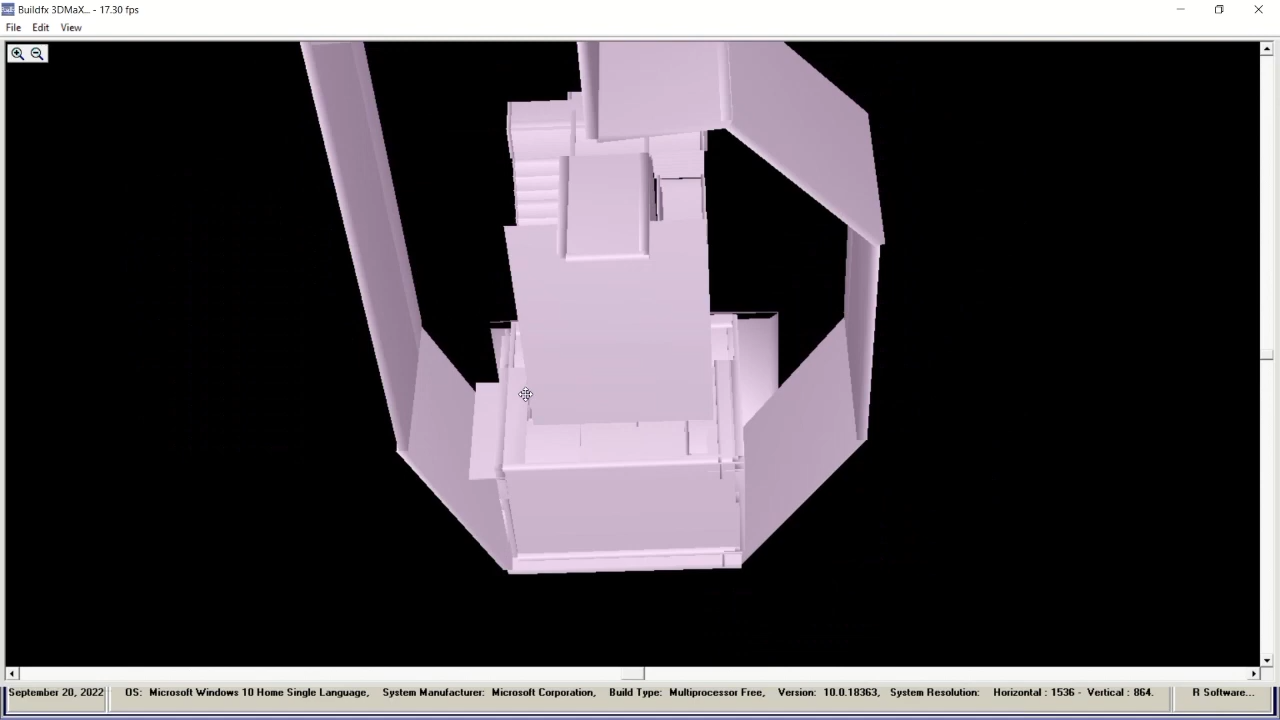 Buildfx 3DMaX... - 17.30 fps
File Edit View
September 20, 2022 OS: Microsoft Windows 10 Home Single Language, System Manufacturer: Microsoft Corporation, Build Type: Multiprocessor Free, Version: 10.0.18363, System Resolution: Horizontal : 1536 - Vertical : 864. R Software...